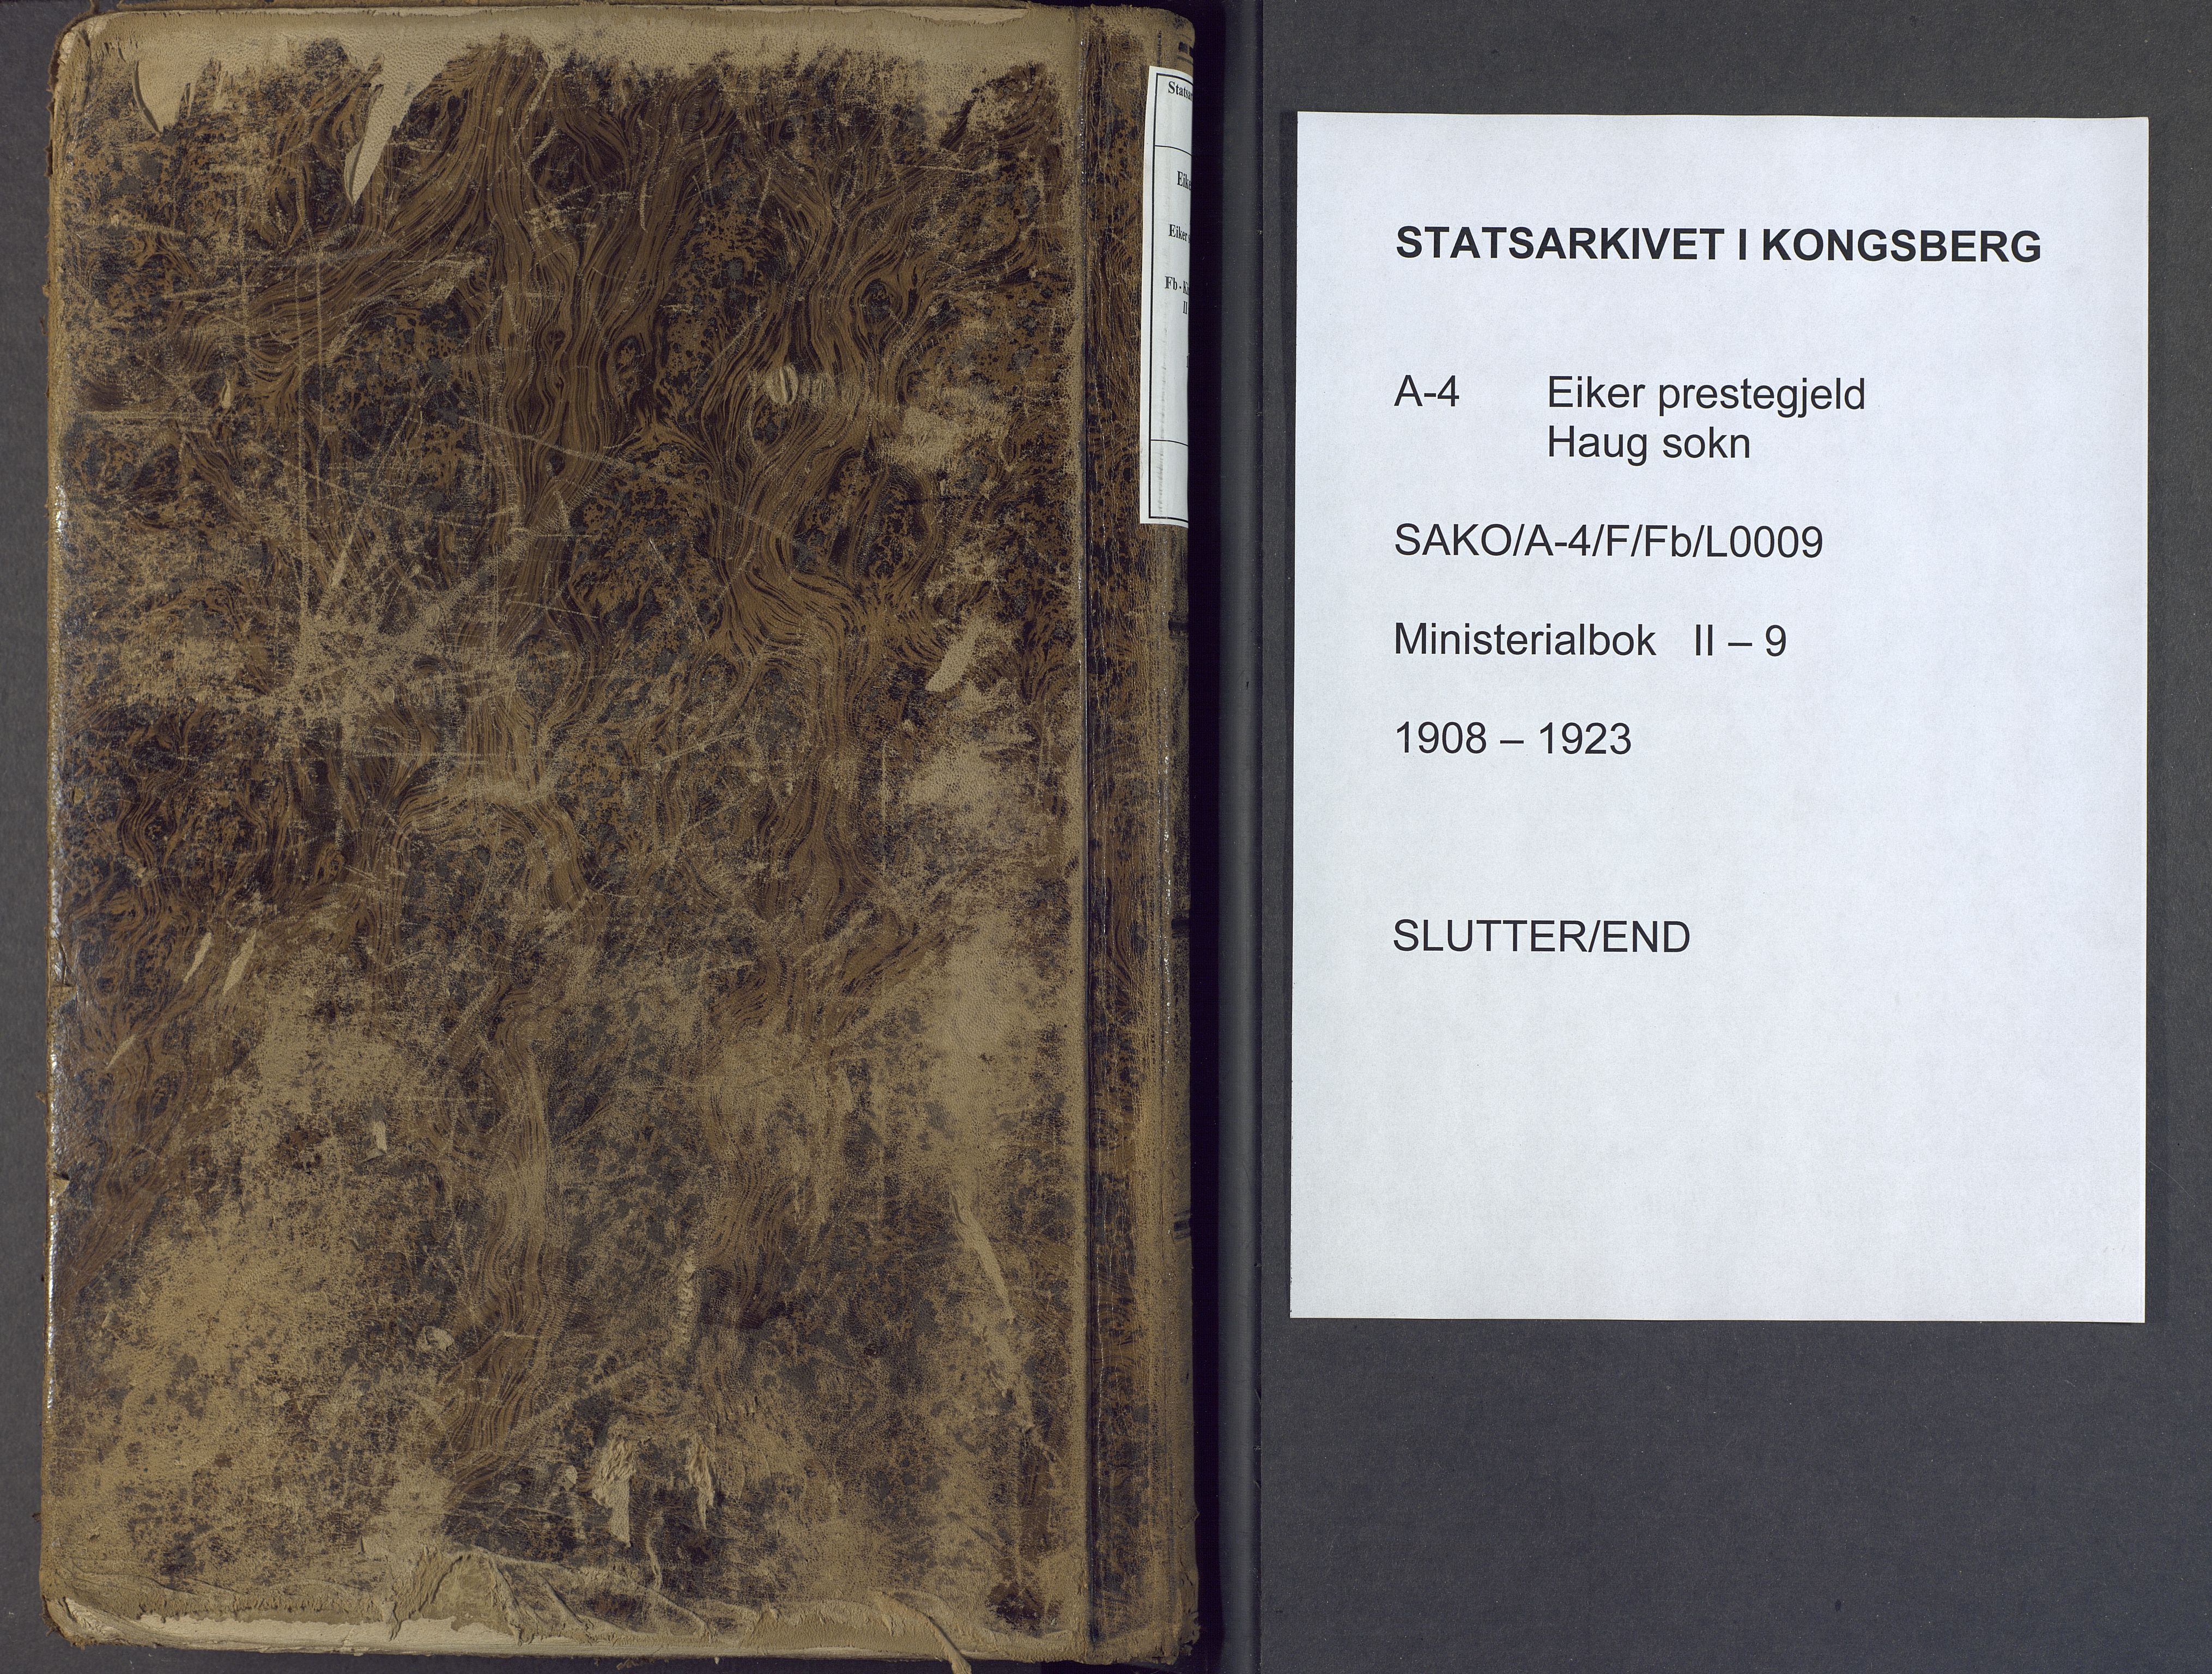 STATSARKIVET I KONGSBERG
A-4 Eiker prestegjeld
Haug sokn
SAKO/A-4/F/Fb/L0009
Ministerialbok II – 9
1908 – 1923
SLUTTER/END